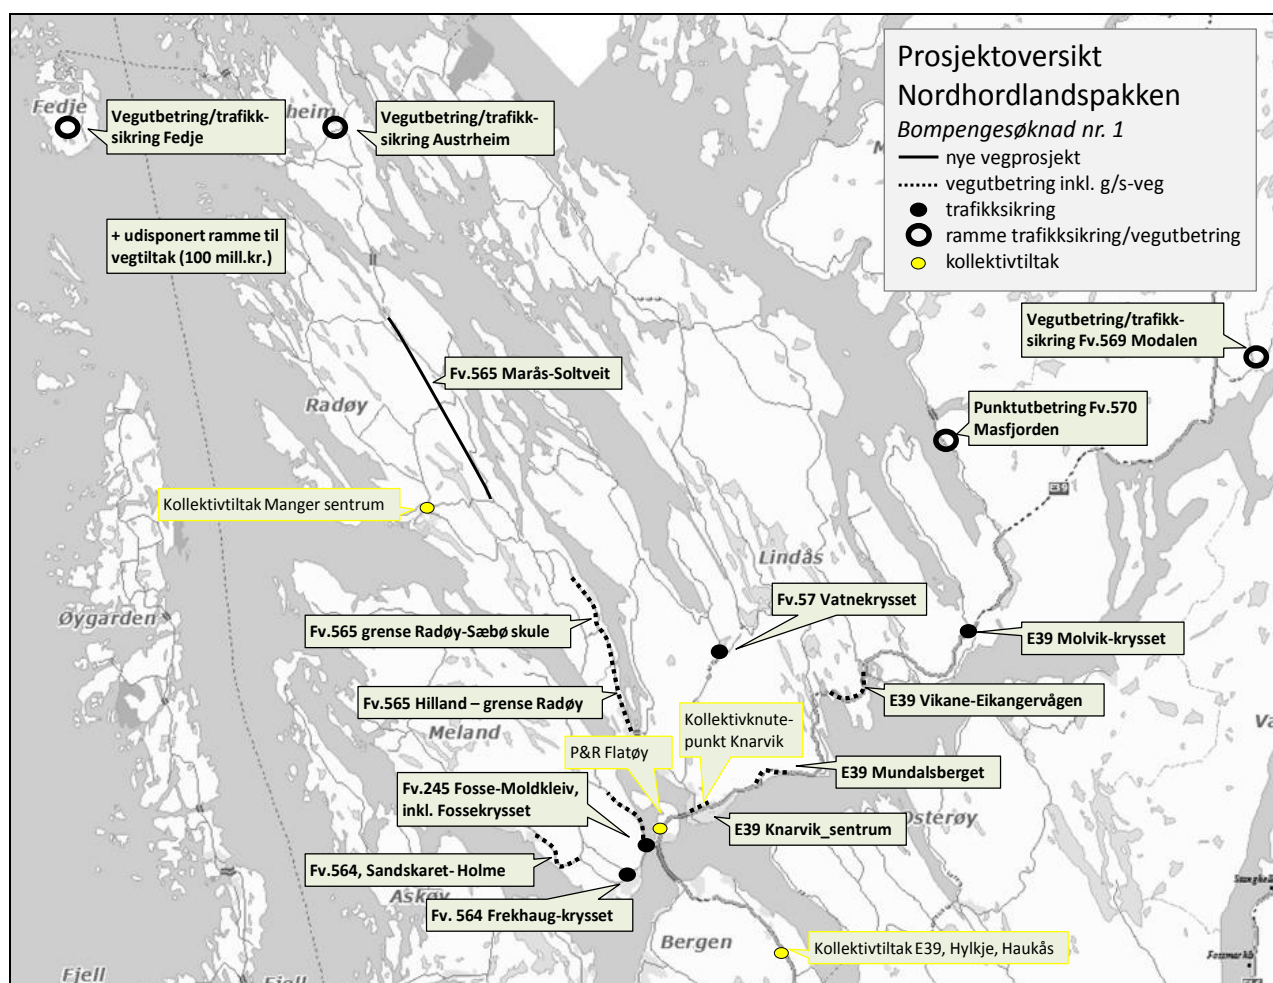 Prosjektoversikt
Nordhordlandspakken
Bompengesøknad nr. 1
nye vegprosjekt
vegutbetring inkl. g/s-veg
trafikksikring
ramme trafikksikring/vegutbetring
kollektivtiltak
Fedje
Vegutbetring/trafikk-
sikring Fedje
heim
Vegutbetring/trafikk-
sikring Austrheim
+ udisponert ramme til
vegtiltak (100 mill.kr.)
Vegutbetring/trafikk-
sikring Fv.569 Modalen
Fv.565 Marås-Soltveit
Radøy
Punktutbetring Fv.570
Masfjorden
E39
Kollektivtiltak Manger sentrum
Lindås
Fv.57 Vatnekrysset
Øygarden
Fv.565 grense Radøy-Sæbø skule
E39 Molvik-krysset
Fv.565 Hilland – grense Radøy
E39 Vikane-Eikangervågen
Meland
Kollektivknute-
punkt Knarvik
P&R Flatøy
E39 Mundalsberget
Fv.245 Fosse-Moldkleiv,
inkl. Fossekrysset
E39 Knarvik_sentrum
Osterøy
Fv.564, Sandskaret- Holme
Askøy
Fv. 564 Frekhaug-krysset
Bergen
Kollektivtiltak E39, Hylkje, Haukås
Fjell
Fjell